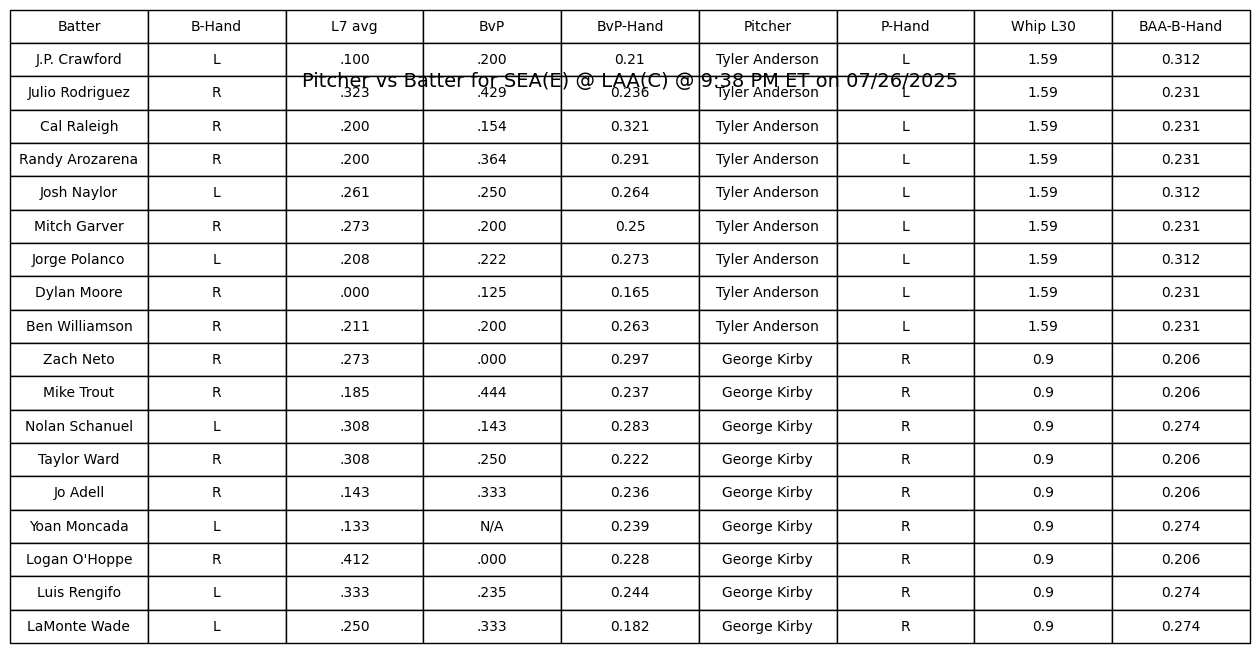 Batter B-Hand L7 avg BvP BvP-Hand Pitcher P-Hand Whip L30 BAA-B-Hand
J.P. Crawford L .100 .200 0.21 Tyler Anderson L 1.59 0.312
Pitcher vs Batter for SEA(E) @ LAA(C) @ 9:38 PM ET on 07/26/2025
Julio Rodriguez R .323 .429 0.236 Tyler Anderson L 1.59 0.231
Cal Raleigh R .200 .154 0.321 Tyler Anderson L 1.59 0.231
Randy Arozarena R .200 .364 0.291 Tyler Anderson L 1.59 0.231
Josh Naylor L .261 .250 0.264 Tyler Anderson L 1.59 0.312
Mitch Garver R .273 .200 0.25 Tyler Anderson L 1.59 0.231
Jorge Polanco L .208 .222 0.273 Tyler Anderson L 1.59 0.312
Dylan Moore R .000 .125 0.165 Tyler Anderson L 1.59 0.231
Ben Williamson R .211 .200 0.263 Tyler Anderson L 1.59 0.231
Zach Neto R .273 .000 0.297 George Kirby R 0.9 0.206
Mike Trout R .185 .444 0.237 George Kirby R 0.9 0.206
Nolan Schanuel L .308 .143 0.283 George Kirby R 0.9 0.274
Taylor Ward R .308 .250 0.222 George Kirby R 0.9 0.206
Jo Adell R .143 .333 0.236 George Kirby R 0.9 0.206
Yoan Moncada L .133 N/A 0.239 George Kirby R 0.9 0.274
Logan O'Hoppe R .412 .000 0.228 George Kirby R 0.9 0.206
Luis Rengifo L .333 .235 0.244 George Kirby R 0.9 0.274
LaMonte Wade L .250 .333 0.182 George Kirby R 0.9 0.274